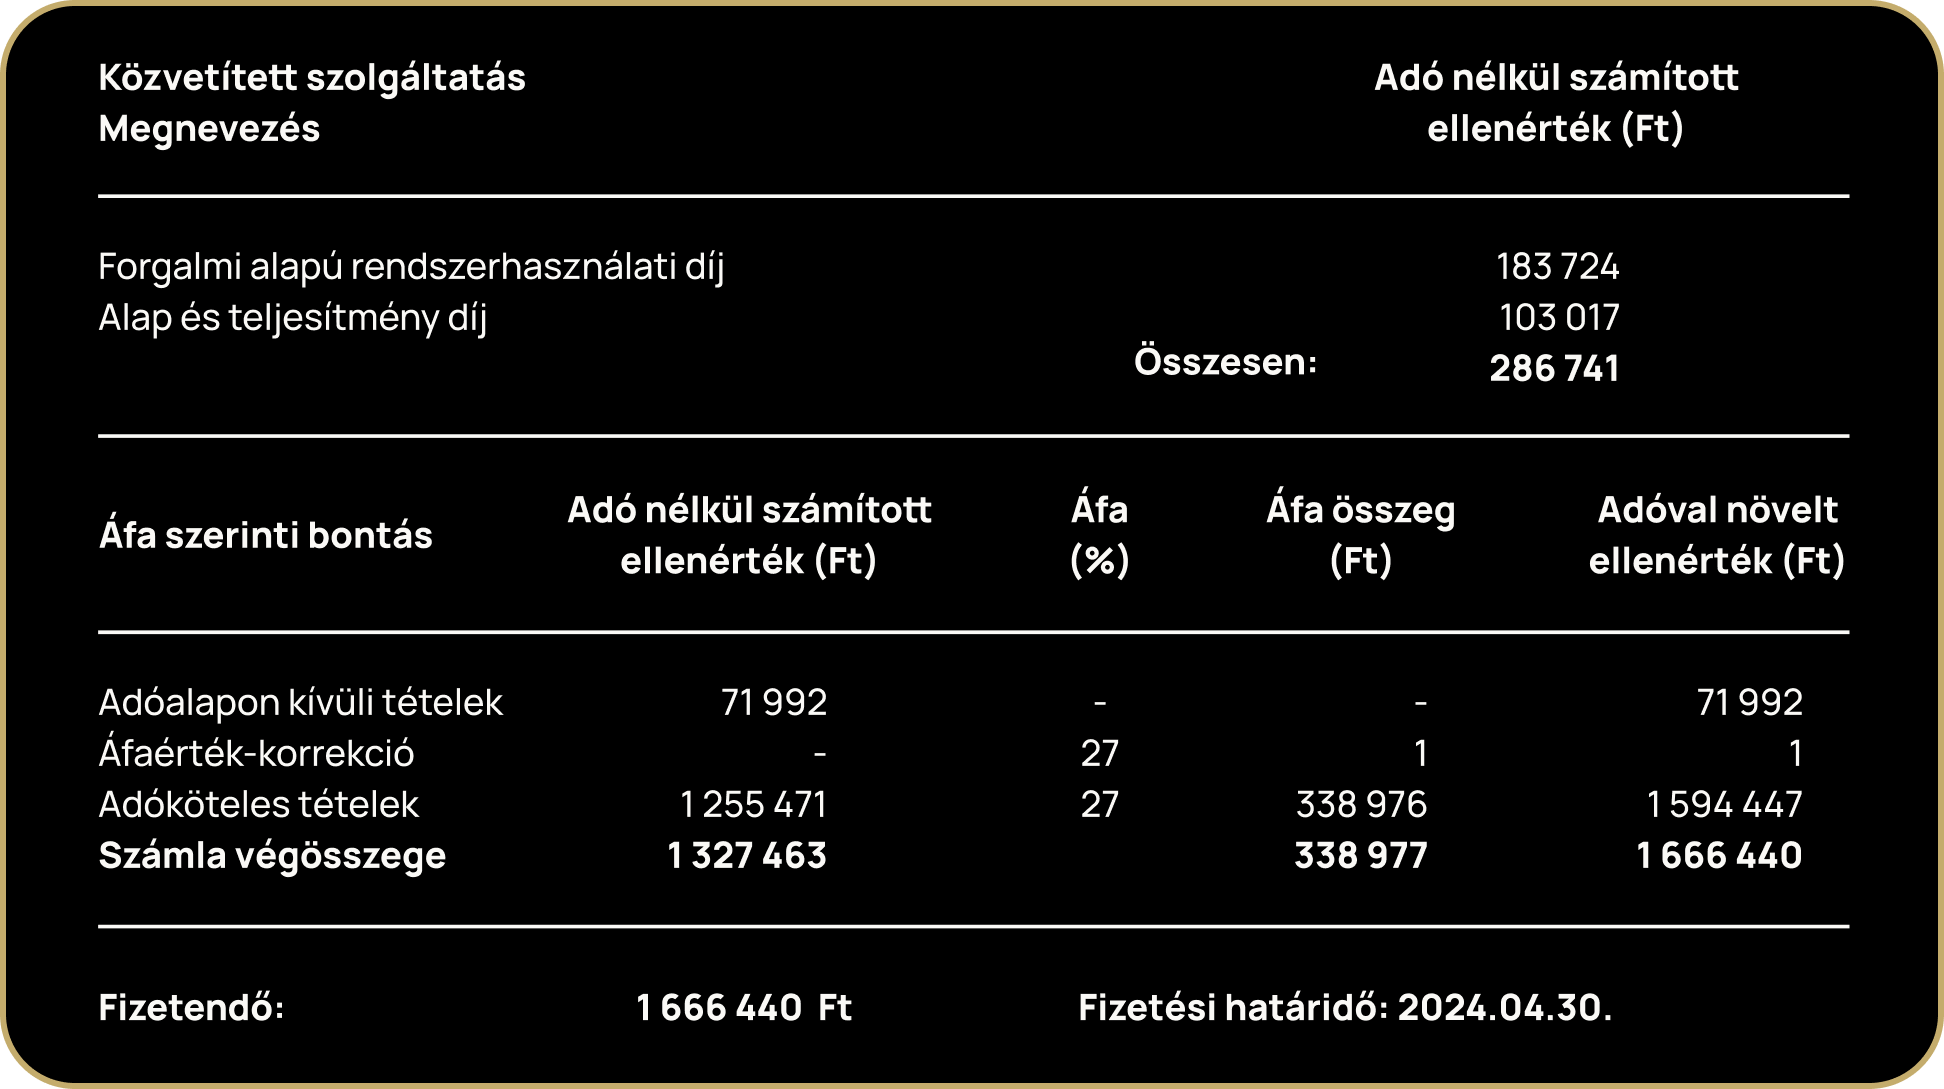 Közvetített szolgáltatás
Megnevezés
Adó nélkül számított
ellenérték (Ft)
Forgalmi alapú rendszerhasználati díj 183 724
Alap és teljesítmény díj 103 017
Összesen: 286 741
Áfa szerinti bontás
Adó nélkül számított
ellenérték (Ft)
Áfa
(%)
Áfa összeg
(Ft)
Adóval növelt
ellenérték (Ft)
Adóalapon kívüli tételek 71 992 - - 71 992
Áfaérték-korrekció - 27 1 1
Adóköteles tételek 1 255 471 27 338 976 1 594 447
Számla végösszege 1 327 463 338 977 1 666 440
Fizetendő: 1 666 440 Ft Fizetési határidő: 2024.04.30.